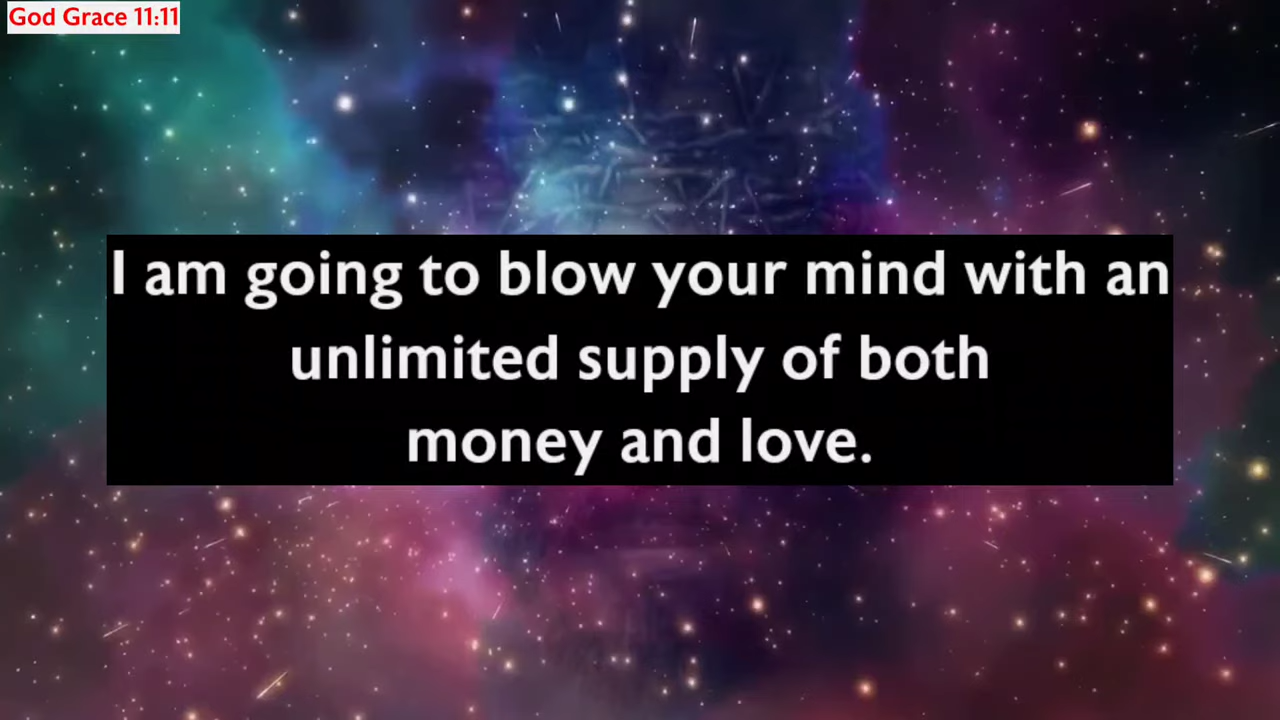 God Grace 11:11
I am going to blow your mind with an
unlimited supply of both
money and love.